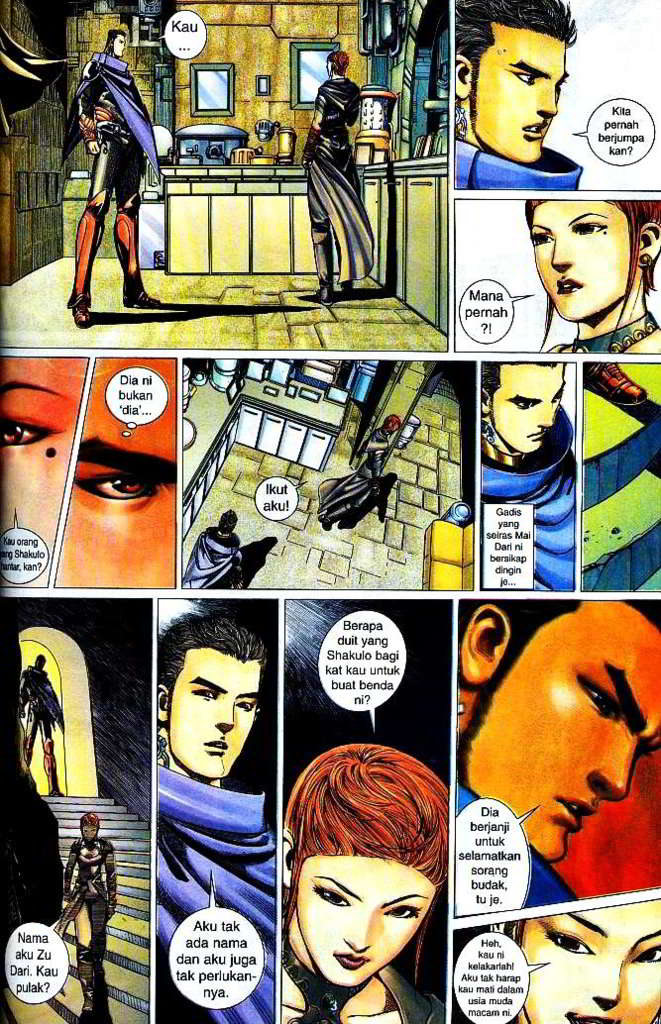 Kau
...
Kita
pernah
berjumpa
kan?
Mana
pernah
?!
Kau orang
yang Shakulo
hantar, kan?
Dia ni
bukan
‘dia’...
Ikut
aku!
Gadis
yang
seiras Mai
Dari ni
bersikap
dingin
je...
Nama
aku Zu
Dari. Kau
pulak?
Aku tak
ada nama
dan aku juga
tak perlukan-
nya.
Berapa
duit yang
Shakulo bagi
kat kau untuk
buat benda
ni?
Dia
berjanji
untuk
selamatkan
sorang
budak,
tu je.
Heh,
kau ni
kelakarlah!
Aku tak harap
kau mati dalam
usia muda
macam ni.
3